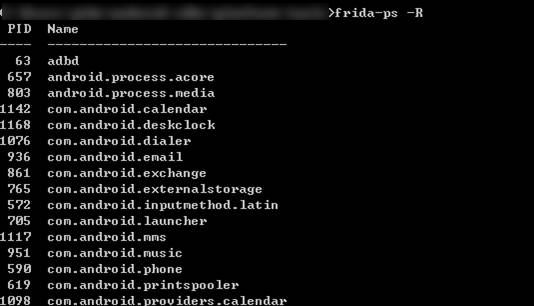 >frida-ps -R
PID  Name
----  ------------------------------
63  adbd
657  android.process.acore
803  android.process.media
1142  com.android.calendar
1168  com.android.deskclock
1076  com.android.dialer
936  com.android.email
861  com.android.exchange
765  com.android.externalstorage
572  com.android.inputmethod.latin
705  com.android.launcher
1117  com.android.mms
951  com.android.music
590  com.android.phone
619  com.android.printspooler
1098  com.android.providers.calendar